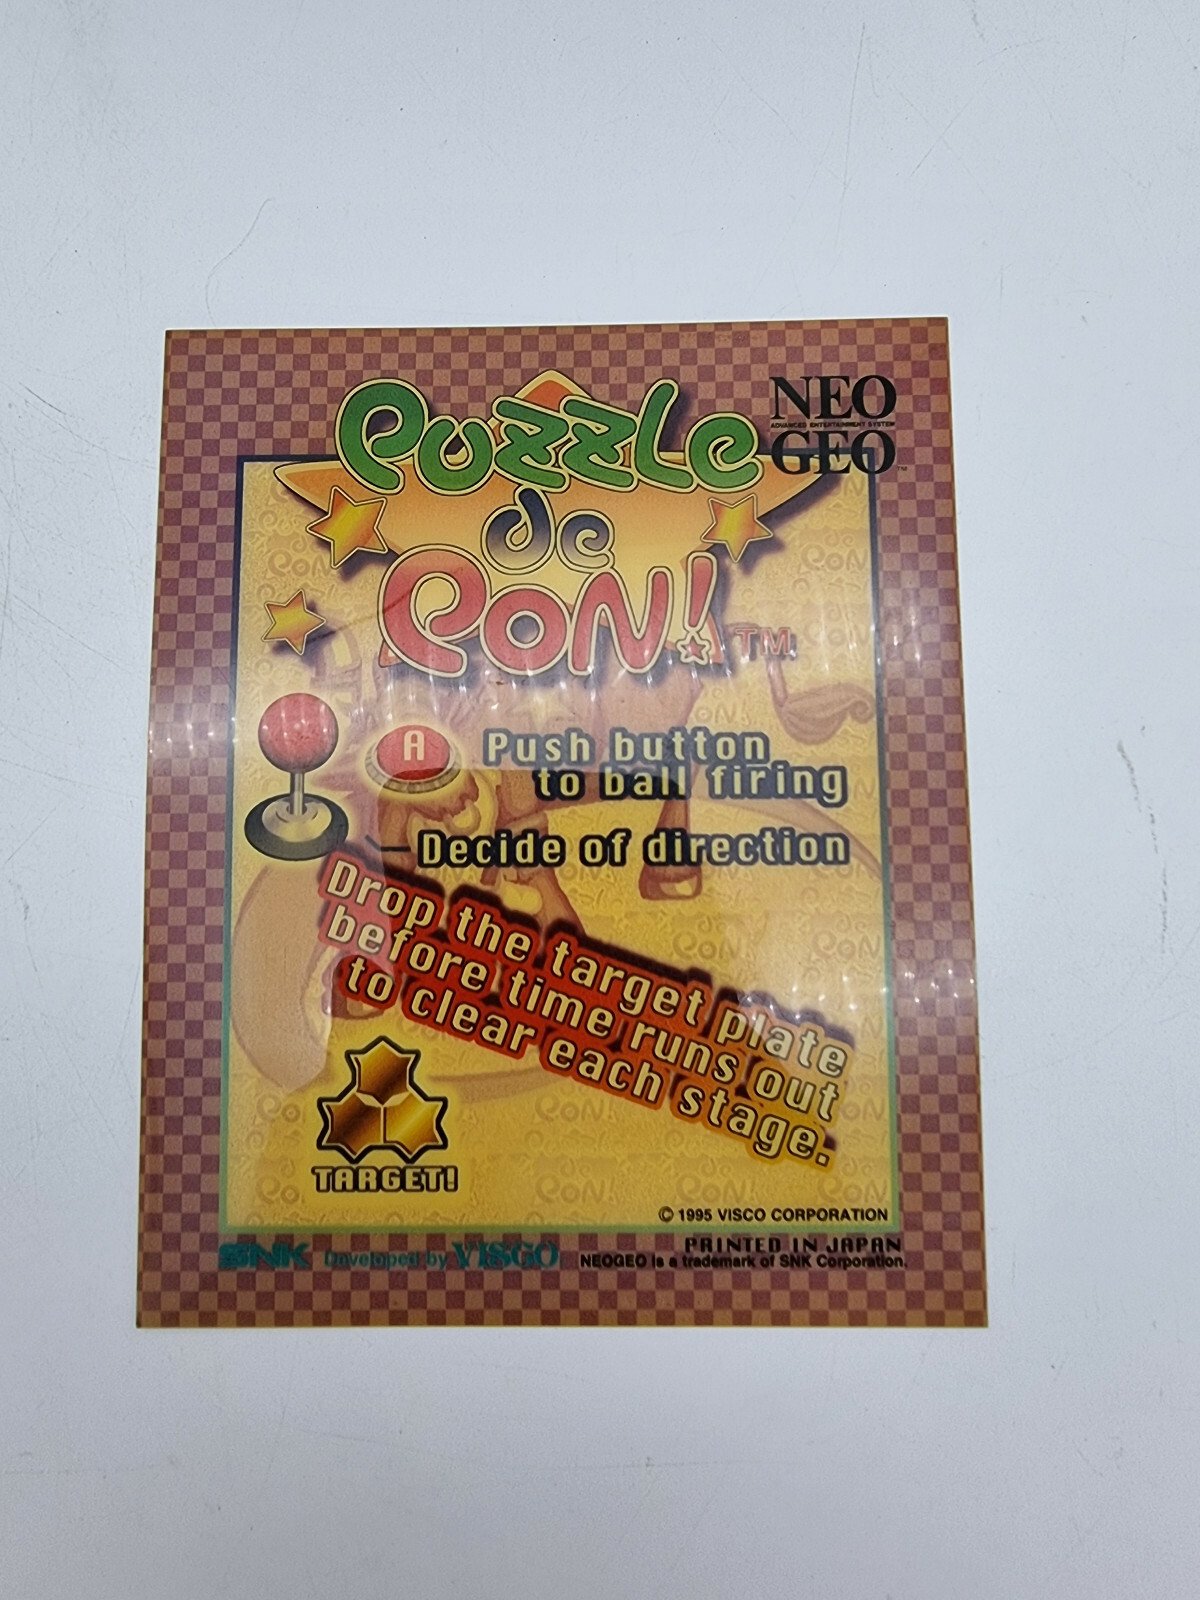 Puzzle
de
Pon!
TM
NEO
ADVANCED ENTERTAINMENT SYSTEM
GEO
TM
A
Push button
to ball firing
Decide of direction
Drop the target plate
before time runs out
to clear each stage.
TARGET!
© 1995 VISCO CORPORATION
PRINTED IN JAPAN
SNK Developed by VISCO
NEOGEO is a trademark of SNK Corporation.